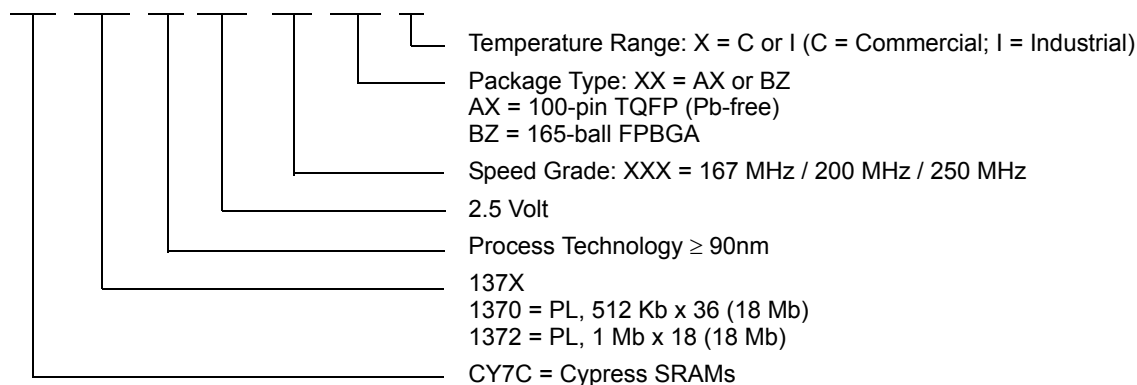 Temperature Range: X = C or I (C = Commercial; I = Industrial)
Package Type: XX = AX or BZ
AX = 100-pin TQFP (Pb-free)
BZ = 165-ball FPBGA
Speed Grade: XXX = 167 MHz / 200 MHz / 250 MHz
2.5 Volt
Process Technology ≥ 90nm
137X
1370 = PL, 512 Kb x 36 (18 Mb)
1372 = PL, 1 Mb x 18 (18 Mb)
CY7C = Cypress SRAMs